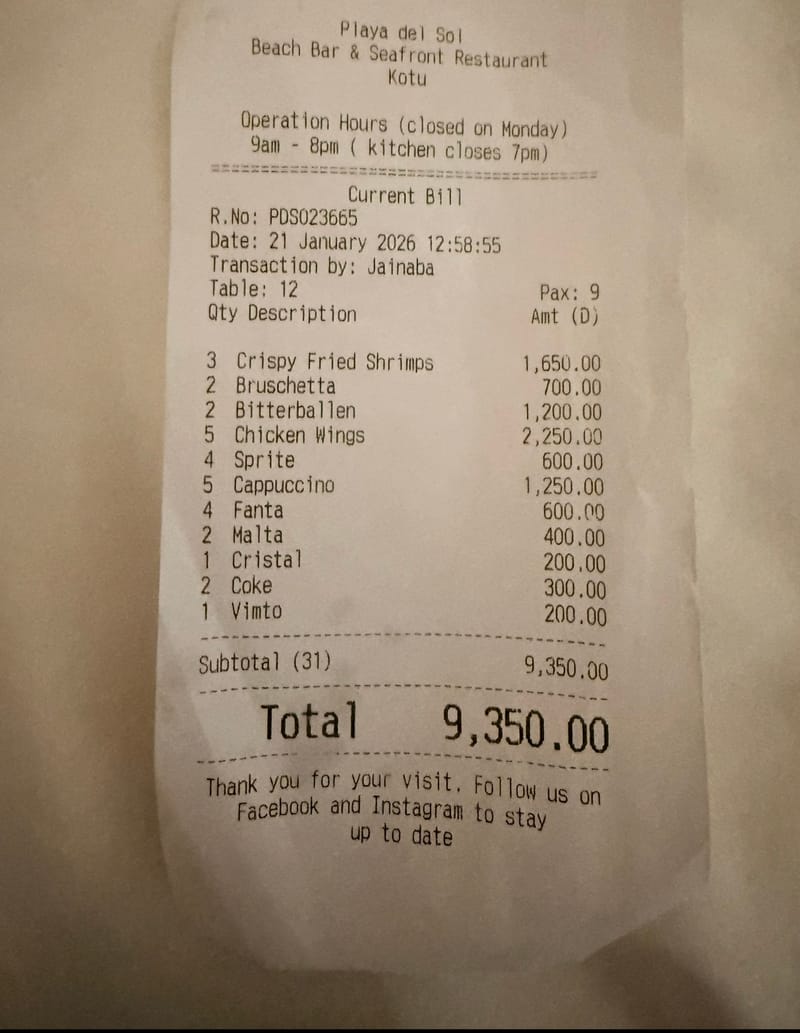 Playa del Sol
Beach Bar & Seafront Restaurant
Kotu
Operation Hours (closed on Monday)
9am - 8pm ( kitchen closes 7pm)
Current Bill
R.No: PDS023665
Date: 21 January 2026 12:58:55
Transaction by: Jainaba
Table: 12 Pax: 9
Qty Description Amt (D)
3 Crispy Fried Shrimps 1,650.00
2 Bruschetta 700.00
2 Bitterballen 1,200.00
5 Chicken Wings 2,250.00
4 Sprite 600.00
5 Cappuccino 1,250.00
4 Fanta 600.00
2 Malta 400.00
1 Cristal 200.00
2 Coke 300.00
1 Vimto 200.00
Subtotal (31) 9,350.00
Total 9,350.00
Thank you for your visit. Follow us on
Facebook and Instagram to stay
up to date